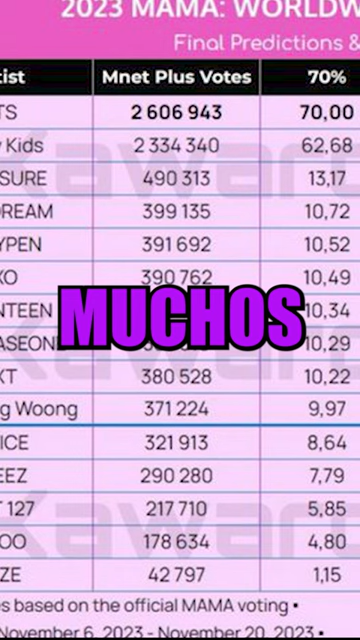 2023 MAMA: WORLDW
Final Predictions &
tist Mnet Plus Votes 70%
TS 2 606 943 70,00
y Kids 2 334 340 62,68
SURE 490 313 13,17
DREAM 399 135 10,72
YPEN 391 692 10,52
XO 390 762 10,49
NTEEN 10,34
MUCHOS
ASEONE 10,29
XT 380 528 10,22
g Woong 371 224 9,97
ICE 321 913 8,64
EEZ 290 280 7,79
T 127 217 710 5,85
OO 178 634 4,80
ZE 42 797 1,15
es based on the official MAMA voting •
November 6, 2023 - November 20, 2023 •